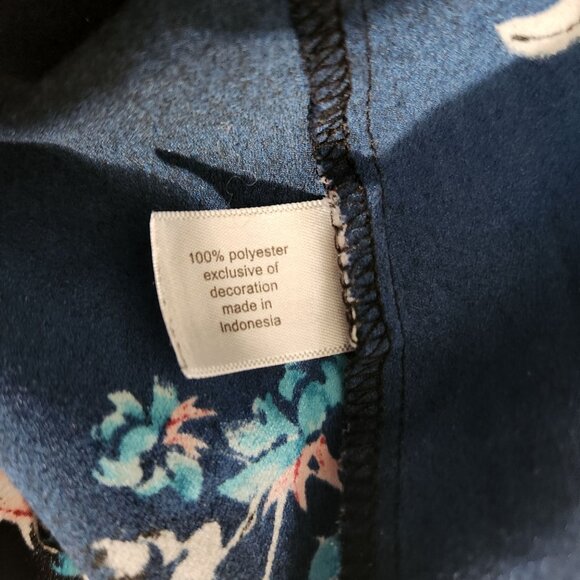 100% polyester
exclusive of
decoration
made in
Indonesia